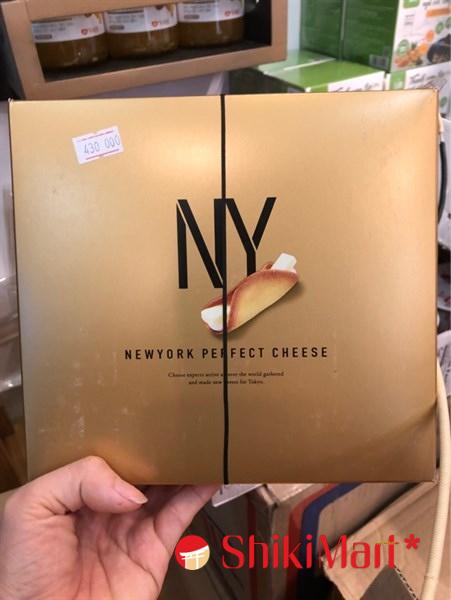 430 000
NY
NEWYORK PERFECT CHEESE
Cheese experts active all over the world gathered
and made new sweets for Tokyo.
ShikiMart*